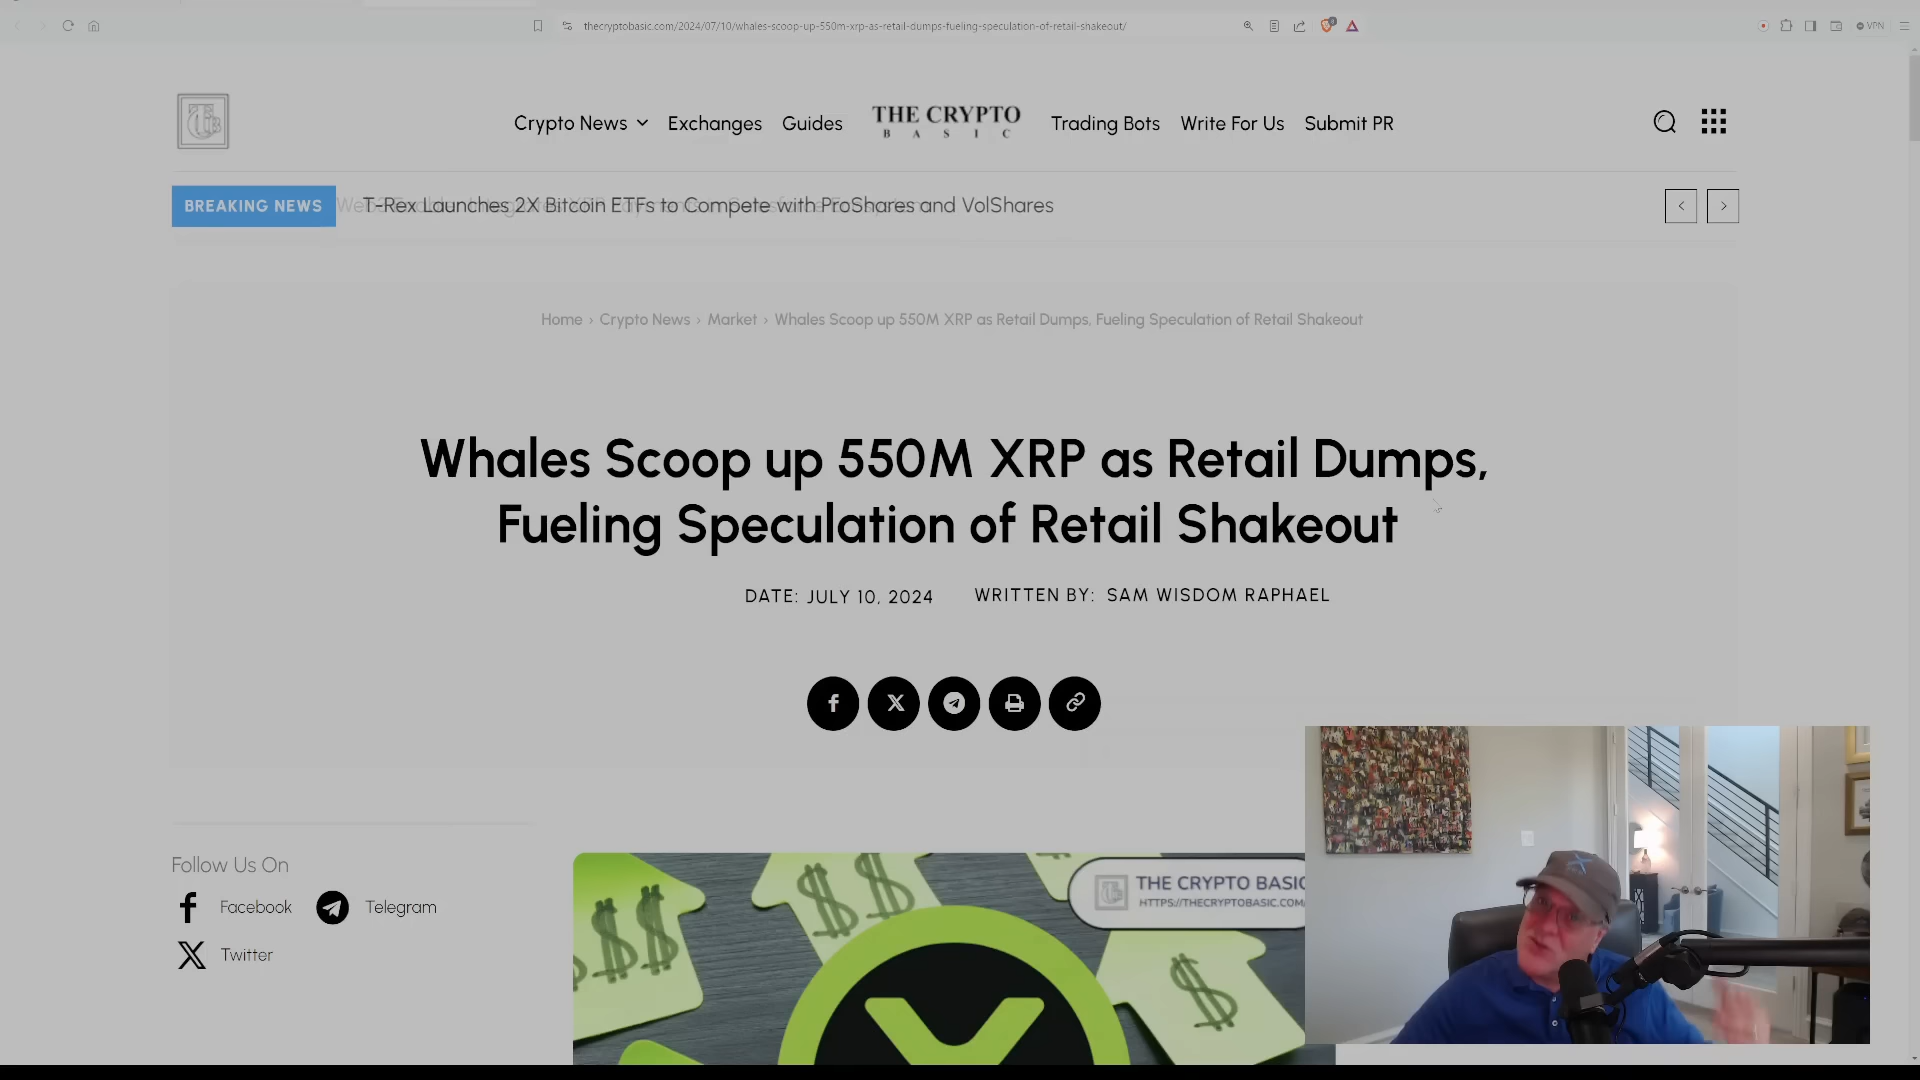 thecryptobasic.com/2024/07/10/whales-scoop-up-550m-xrp-as-retail-dumps-fueling-speculation-of-retail-shakeout/
VPN
Crypto News
Exchanges
Guides
THE CRYPTO
BASIC
Trading Bots
Write For Us
Submit PR
BREAKING NEWS
T-Rex Launches 2X Bitcoin ETFs to Compete with ProShares and VolShares
Home › Crypto News › Market › Whales Scoop up 550M XRP as Retail Dumps, Fueling Speculation of Retail Shakeout
Whales Scoop up 550M XRP as Retail Dumps,
Fueling Speculation of Retail Shakeout
DATE: JULY 10, 2024
WRITTEN BY: SAM WISDOM RAPHAEL
Follow Us On
Facebook
Telegram
Twitter
THE CRYPTO BASIC
HTTPS://THECRYPTOBASIC.COM/